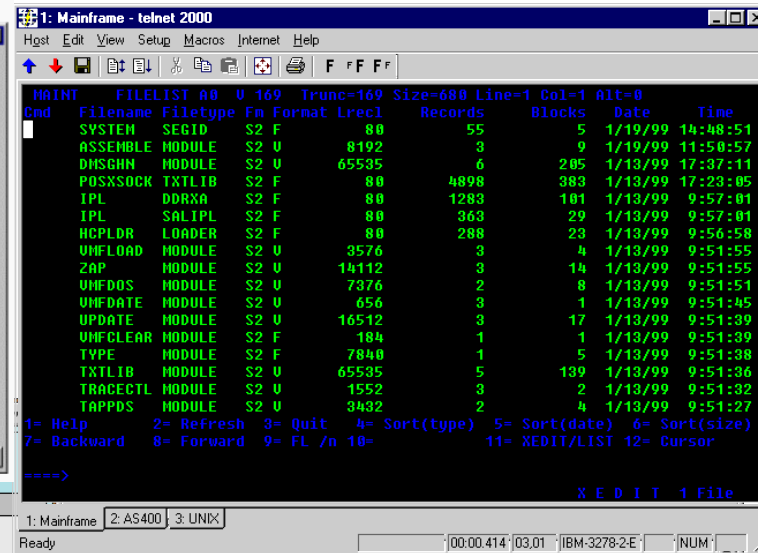 1: Mainframe - telnet 2000
Host Edit View Setup Macros Internet Help
F FF FF
MAINT FILELIST A0 V 169 Trunc=169 Size=680 Line=1 Col=1 Alt=0
Cmd Filename Filetype Fm Format Lrecl Records Blocks Date Time
SYSTEM SEGID S2 F 80 55 5 1/19/99 14:48:51
ASSEMBLE MODULE S2 V 8192 3 9 1/19/99 11:50:57
DMSGHN MODULE S2 V 65535 6 205 1/13/99 17:37:11
POSXSOCK TXTLIB S2 F 80 4898 383 1/13/99 17:23:05
IPL DDRXA S2 F 80 1283 101 1/13/99 9:57:01
IPL SALIPL S2 F 80 363 29 1/13/99 9:57:01
HCPLDR LOADER S2 F 80 288 23 1/13/99 9:56:58
VMFLOAD MODULE S2 V 3576 3 4 1/13/99 9:51:55
ZAP MODULE S2 V 14112 3 14 1/13/99 9:51:55
VMFDOS MODULE S2 V 7376 2 8 1/13/99 9:51:51
VMFDATE MODULE S2 V 656 3 1 1/13/99 9:51:45
UPDATE MODULE S2 V 16512 3 17 1/13/99 9:51:39
VMFCLEAR MODULE S2 F 184 1 1 1/13/99 9:51:39
TYPE MODULE S2 F 7840 1 5 1/13/99 9:51:38
TXTLIB MODULE S2 V 65535 5 139 1/13/99 9:51:36
TRACECTL MODULE S2 V 1552 3 2 1/13/99 9:51:32
TAPPDS MODULE S2 V 3432 2 4 1/13/99 9:51:27
1= Help 2= Refresh 3= Quit 4= Sort(type) 5= Sort(date) 6= Sort(size)
7= Backward 8= Forward 9= FL /n 10= 11= XEDIT/LIST 12= Cursor
====>
X E D I T 1 File
1: Mainframe 2: AS400 3: UNIX
Ready 00:00.414 03,01 IBM-3278-2-E NUM